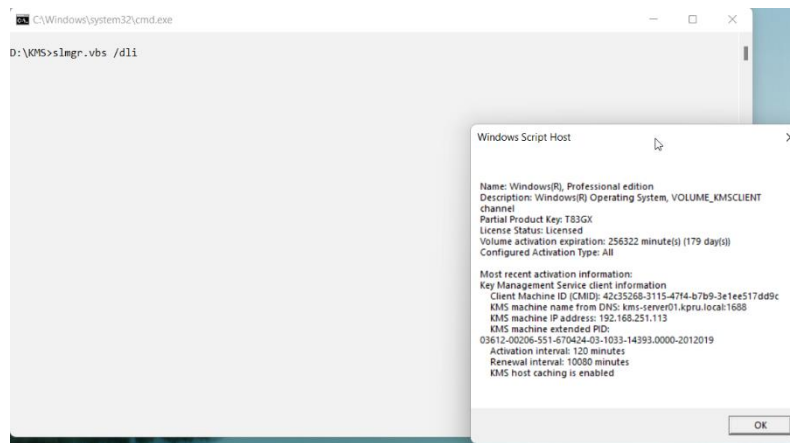 C:\Windows\system32\cmd.exe
D:\KMS>slmgr.vbs /dli
Windows Script Host
Name: Windows(R), Professional edition
Description: Windows(R) Operating System, VOLUME_KMSCLIENT
channel
Partial Product Key: T83GX
License Status: Licensed
Volume activation expiration: 256322 minute(s) (179 day(s))
Configured Activation Type: All
Most recent activation information:
Key Management Service client information
Client Machine ID (CMID): 42c35268-3115-47f4-b7b9-3e1ee517dd9c
KMS machine name from DNS: kms-server01.kpru.local:1688
KMS machine IP address: 192.168.251.113
KMS machine extended PID:
03612-00206-551-670424-03-1033-14393.0000-2012019
Activation interval: 120 minutes
Renewal interval: 10080 minutes
KMS host caching is enabled
OK